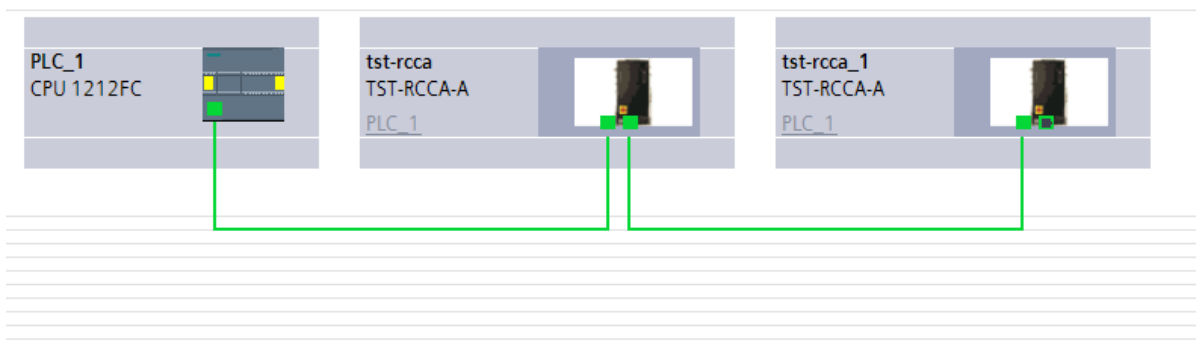 PLC_1
CPU 1212FC
tst-rcca
TST-RCCA-A
PLC_1
tst-rcca_1
TST-RCCA-A
PLC_1